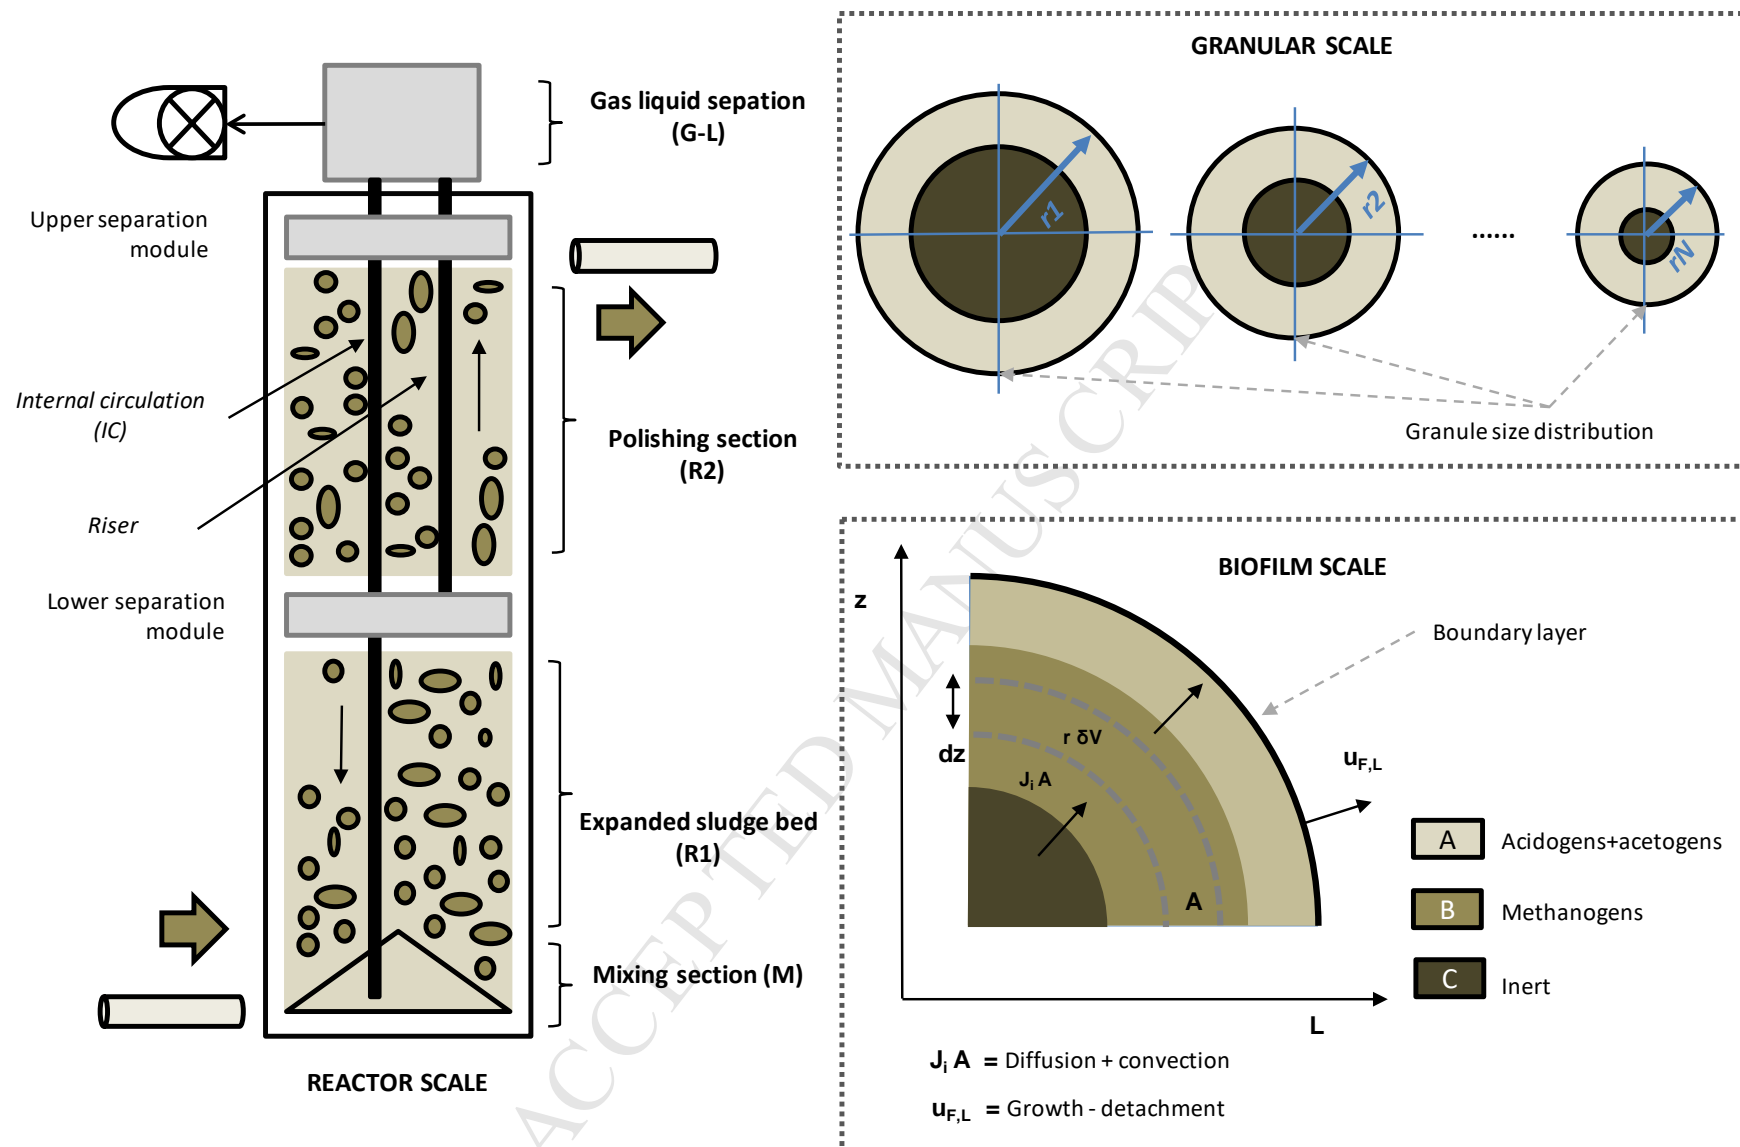 Gas liquid sepation
(G-L)
Upper separation
module
Internal circulation
(IC)
Polishing section
(R2)
Riser
Lower separation
module
Expanded sludge bed
(R1)
Mixing section (M)
REACTOR SCALE
GRANULAR SCALE
r1
r2
......
rN
Granule size distribution
BIOFILM SCALE
z
Boundary layer
r δV
dz
Ji A
uF,L
A
A Acidogens+acetogens
B Methanogens
C Inert
L
Ji A = Diffusion + convection
uF,L = Growth - detachment
ACCEPTED MANUSCRIP